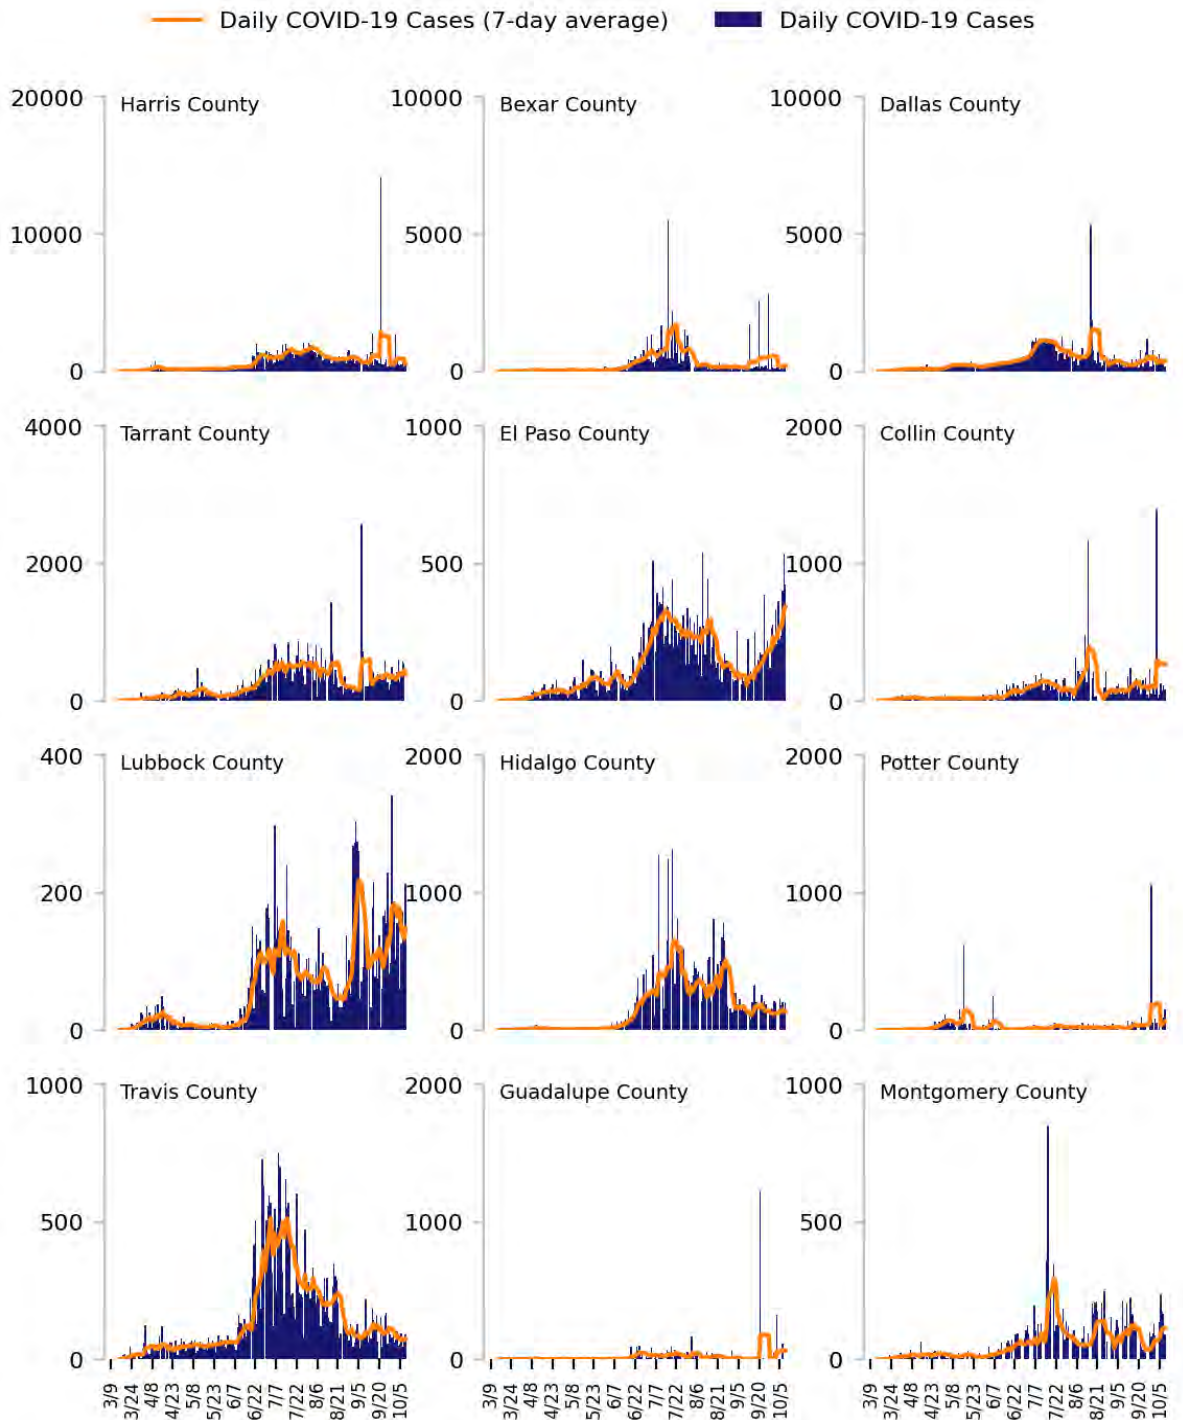 Daily COVID-19 Cases (7-day average) Daily COVID-19 Cases
20000 Harris County 10000 Bexar County 10000 Dallas County
10000 5000 5000
0 0 0
4000 Tarrant County 1000 El Paso County 2000 Collin County
2000 500 1000
0 0 0
400 Lubbock County 2000 Hidalgo County 2000 Potter County
200 1000 1000
0 0 0
1000 Travis County 2000 Guadalupe County 1000 Montgomery County
500 1000 500
0 0 0
3/9 3/24 4/8 4/23 5/8 5/23 6/7 6/22 7/7 7/22 8/6 8/21 9/5 9/20 10/5 3/9 3/24 4/8 4/23 5/8 5/23 6/7 6/22 7/7 7/22 8/6 8/21 9/5 9/20 10/5 3/9 3/24 4/8 4/23 5/8 5/23 6/7 6/22 7/7 7/22 8/6 8/21 9/5 9/20 10/5